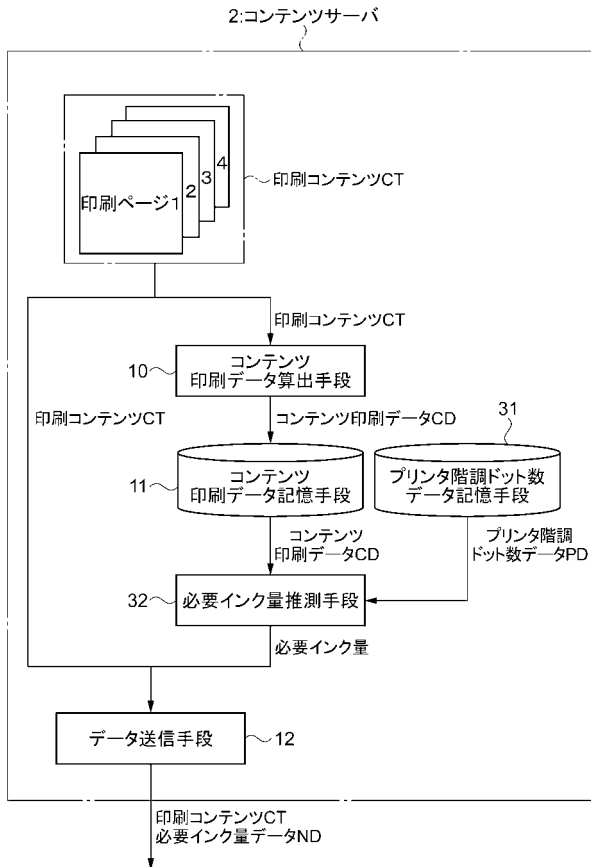 2:コンテンツサーバ
印刷ページ1
2
3
4
印刷コンテンツCT
印刷コンテンツCT
10
コンテンツ
印刷データ算出手段
印刷コンテンツCT
コンテンツ印刷データCD
31
11
コンテンツ
印刷データ記憶手段
プリンタ階調ドット数
データ記憶手段
コンテンツ
印刷データCD
プリンタ階調
ドット数データPD
32
必要インク量推測手段
必要インク量
データ送信手段
12
印刷コンテンツCT
必要インク量データND